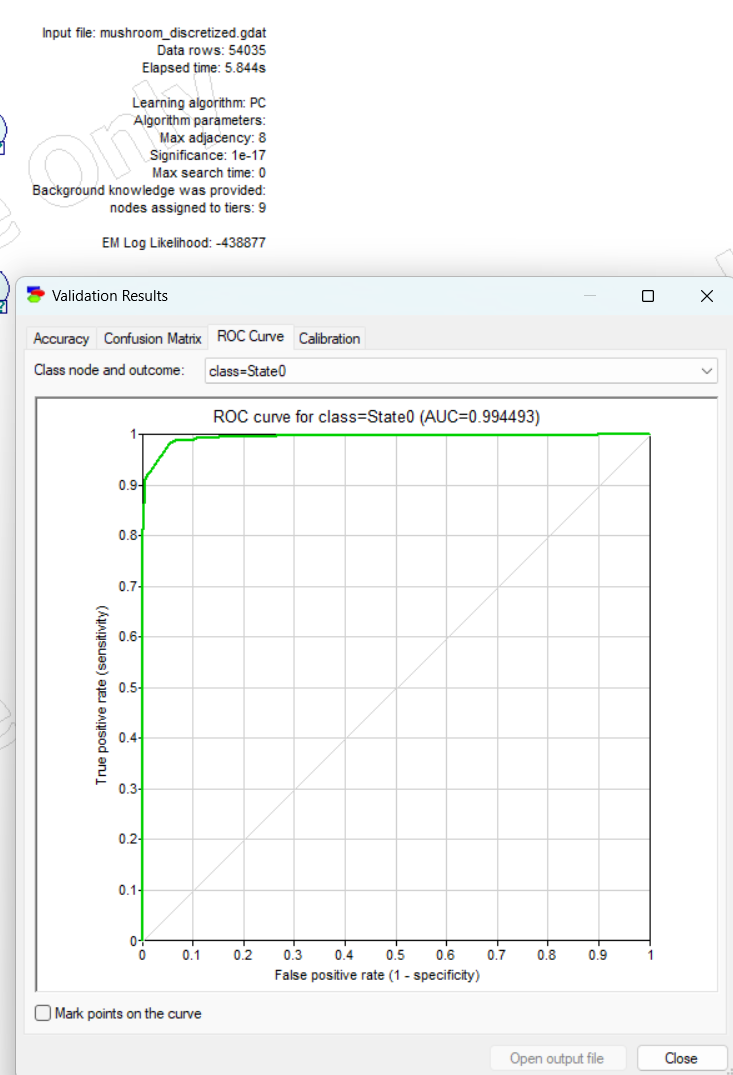 Input file: mushroom_discretized.gdat
Data rows: 54035
Elapsed time: 5.844s
Learning algorithm: PC
Algorithm parameters:
Max adjacency: 8
Significance: 1e-17
Max search time: 0
Background knowledge was provided:
nodes assigned to tiers: 9
EM Log Likelihood: -438877
Validation Results
Accuracy Confusion Matrix ROC Curve Calibration
Class node and outcome: class=State0
ROC curve for class=State0 (AUC=0.994493)
1
0.9
0.8
0.7
0.6
0.5
0.4
0.3
0.2
0.1
0
True positive rate (sensitivity)
0 0.1 0.2 0.3 0.4 0.5 0.6 0.7 0.8 0.9 1
False positive rate (1 - specificity)
Mark points on the curve
Open output file Close
only
?
?